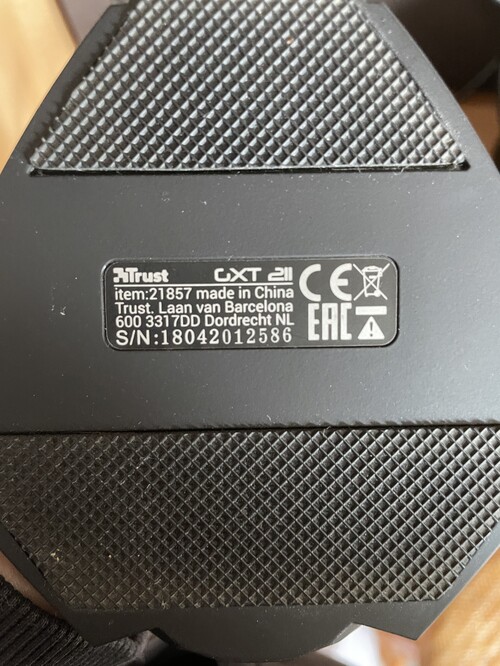 Trust GXT 211
item:21857 made in China
Trust. Laan van Barcelona
600 3317DD Dordrecht NL
S/N:18042012586
CE
EAC